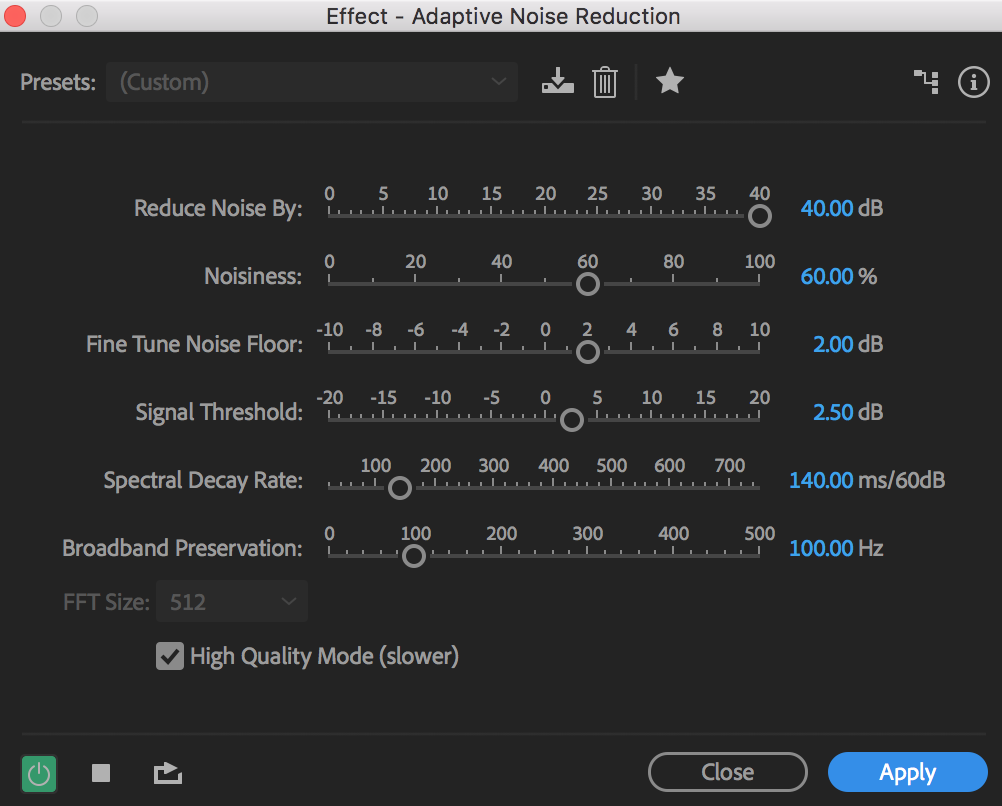 Effect - Adaptive Noise Reduction
Presets: (Custom)
0 5 10 15 20 25 30 35 40
Reduce Noise By: 40.00 dB
0 20 40 60 80 100
Noisiness: 60.00 %
-10 -8 -6 -4 -2 0 2 4 6 8 10
Fine Tune Noise Floor: 2.00 dB
-20 -15 -10 -5 0 5 10 15 20
Signal Threshold: 2.50 dB
100 200 300 400 500 600 700
Spectral Decay Rate: 140.00 ms/60dB
0 100 200 300 400 500
Broadband Preservation: 100.00 Hz
FFT Size: 512
High Quality Mode (slower)
Close Apply